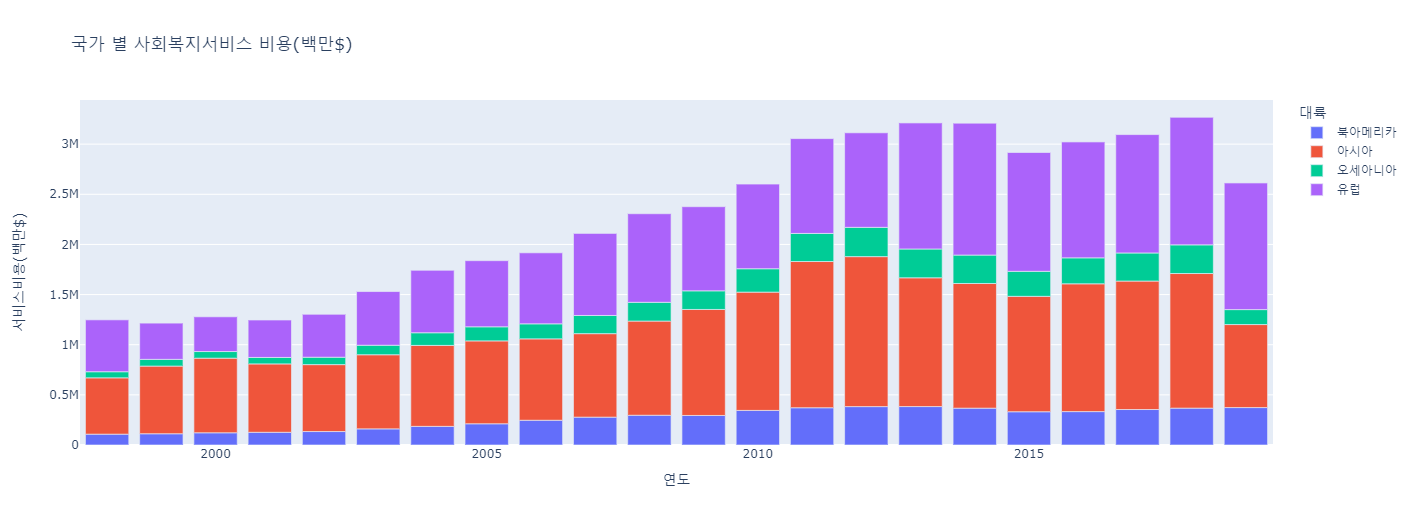 국가 별 사회복지서비스 비용(백만$)
대륙
북아메리카
아시아
오세아니아
유럽
서비스비용(백만$)
3M
2.5M
2M
1.5M
1M
0.5M
0
2000
2005
2010
2015
연도